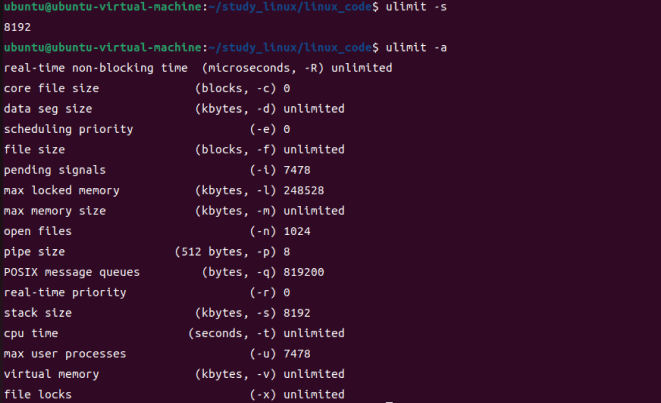 ubuntu@ubuntu-virtual-machine:~/study_linux/linux_code$ ulimit -s
8192
ubuntu@ubuntu-virtual-machine:~/study_linux/linux_code$ ulimit -a
real-time non-blocking time  (microseconds, -R) unlimited
core file size              (blocks, -c) 0
data seg size               (kbytes, -d) unlimited
scheduling priority                 (-e) 0
file size                   (blocks, -f) unlimited
pending signals                     (-i) 7478
max locked memory           (kbytes, -l) 248528
max memory size             (kbytes, -m) unlimited
open files                          (-n) 1024
pipe size                (512 bytes, -p) 8
POSIX message queues         (bytes, -q) 819200
real-time priority                  (-r) 0
stack size                  (kbytes, -s) 8192
cpu time                   (seconds, -t) unlimited
max user processes                  (-u) 7478
virtual memory              (kbytes, -v) unlimited
file locks                          (-x) unlimited